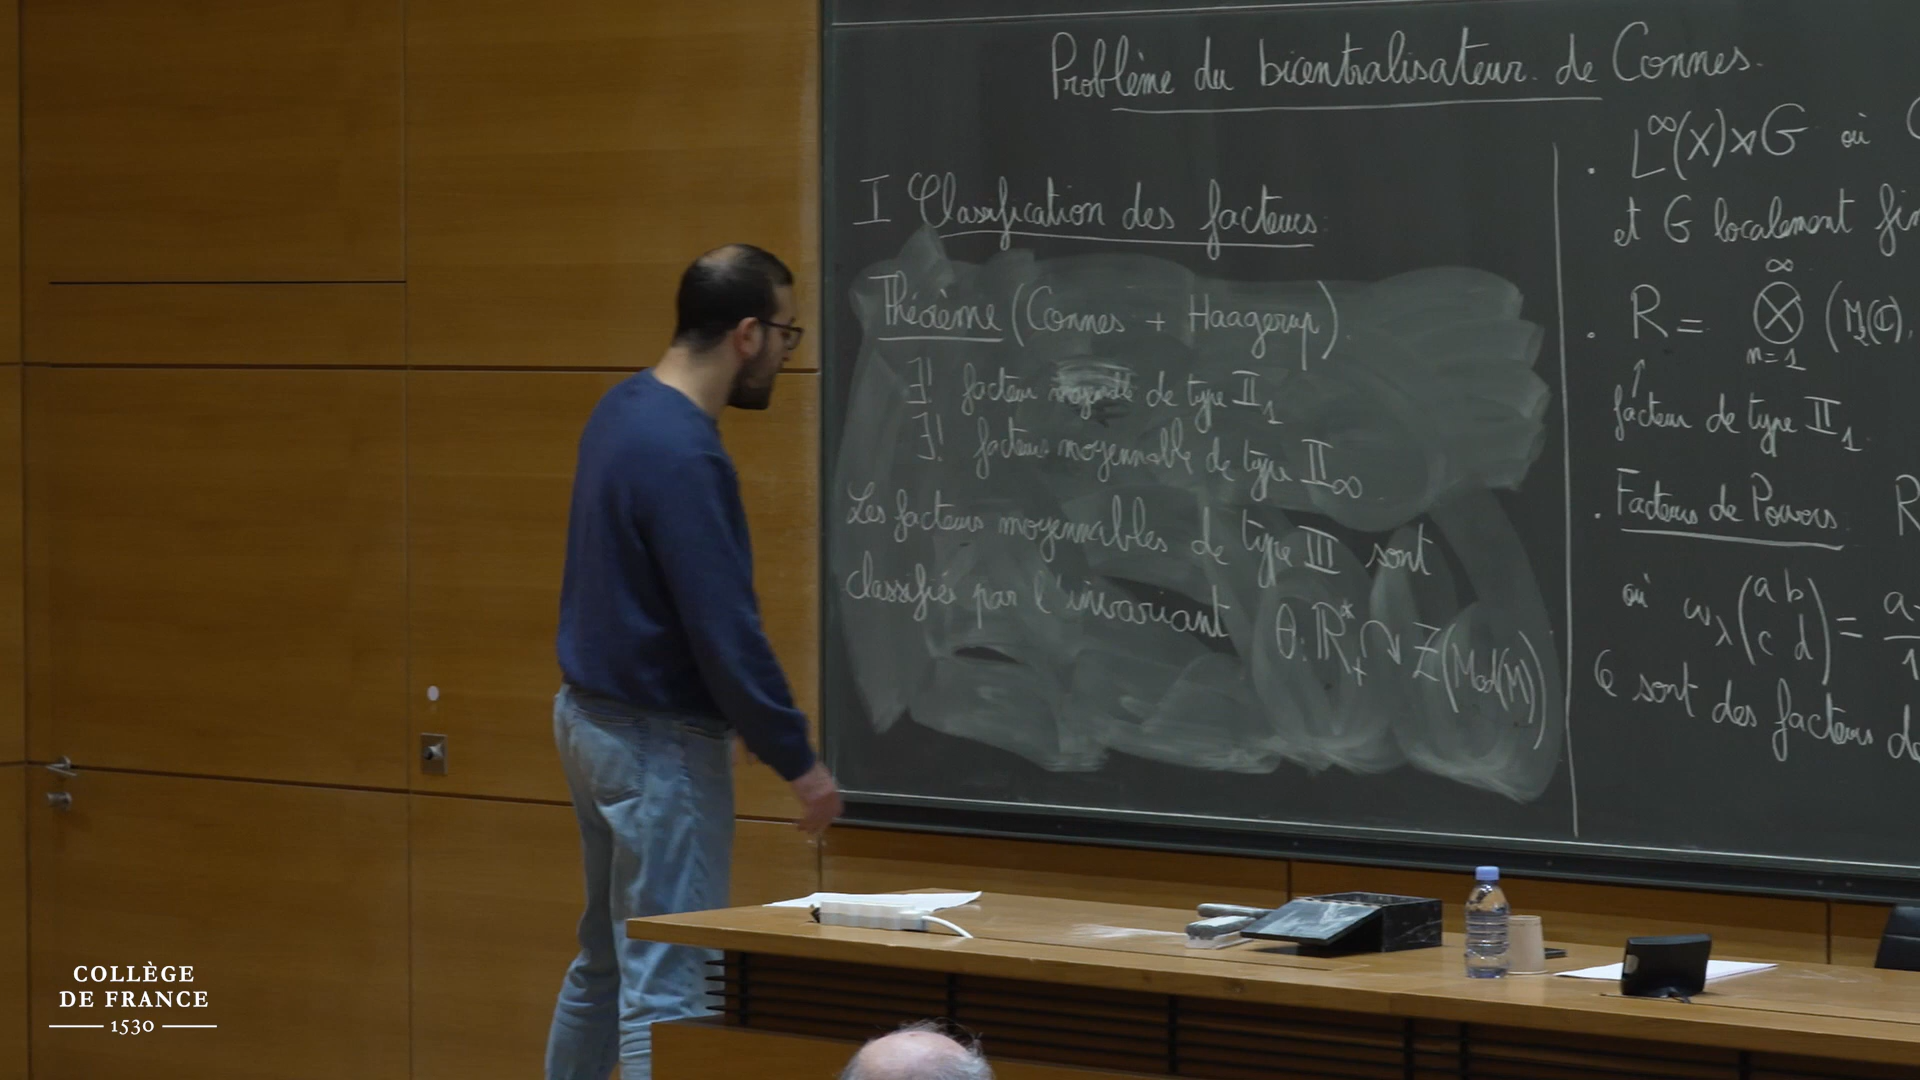 Problème du bicentralisateur de Connes.
I Classification des facteurs:
Théorème (Connes + Haagerup).
∃! facteur moyennable de type II₁
∃! facteur moyennable de type II∞
Les facteurs moyennables de type III sont
classifiés par l'invariant θ: ℝ*₊ ↷ Z(Mod(M))
. L^∞(X) ⋊ G où
et G localement fin
. R = ⊗_{n=1}^{∞} (M₂(ℂ),
↑
facteur de type II₁.
. Facteurs de Powers. R
où ω_λ (a b / c d) = a+ / 1
Ce sont des facteurs de
COLLÈGE
DE FRANCE
1530